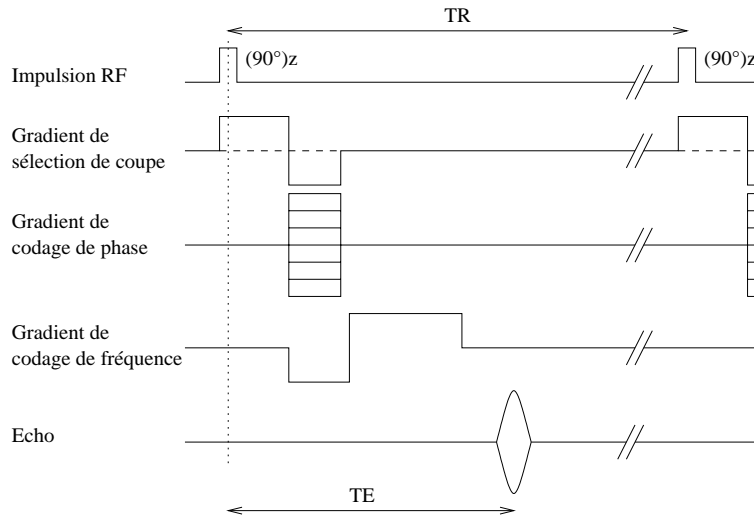 TR
(90°)z
(90°)z
Impulsion RF
Gradient de
sélection de coupe
Gradient de
codage de phase
Gradient de
codage de fréquence
Echo
TE